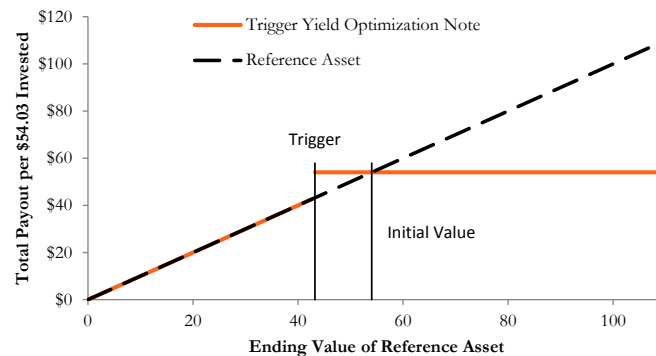 $120
Trigger Yield Optimization Note
Reference Asset
$100
$80
$60
$40
$20
$0
Total Payout per $54.03 Invested
Trigger
Initial Value
0
20
40
60
80
100
Ending Value of Reference Asset